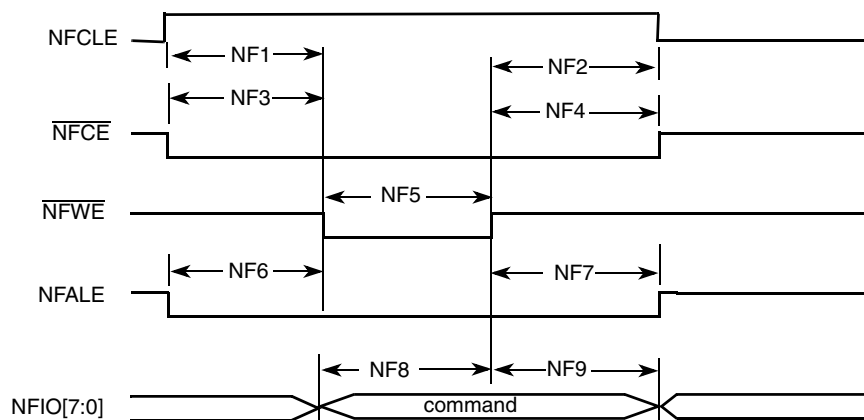 NFCLE
NF1
NF2
NF3
NF4
NFCE
NF5
NFWE
NF6
NF7
NFALE
NF8
NF9
NFIO[7:0]
command